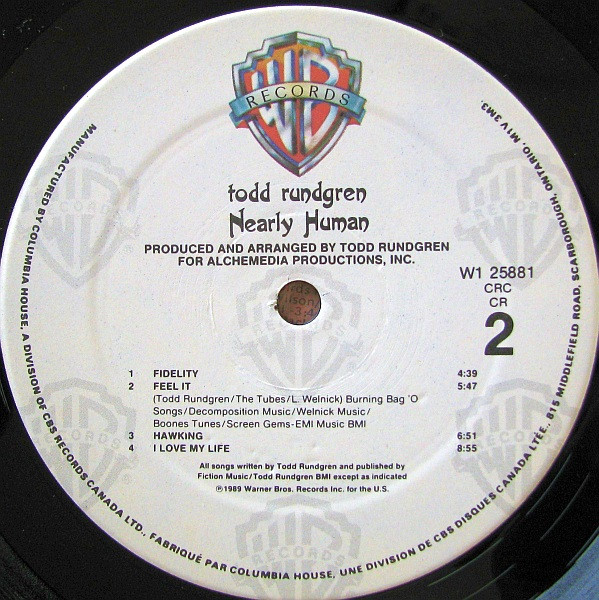 WB
RECORDS
todd rundgren
Nearly Human
PRODUCED AND ARRANGED BY TODD RUNDGREN
FOR ALCHEMEDIA PRODUCTIONS, INC.
W1 25881
CRC
CR
2
1 FIDELITY 4:39
2 FEEL IT 5:47
(Todd Rundgren/The Tubes/L. Welnick) Burning Bag 'O
Songs/Decomposition Music/Welnick Music/
Boones Tunes/Screen Gems-EMI Music BMI
3 HAWKING 6:51
4 I LOVE MY LIFE 8:55
All songs written by Todd Rundgren and published by
Fiction Music/Todd Rundgren BMI except as indicated
℗1989 Warner Bros. Records Inc. for the U.S.
MANUFACTURED BY COLUMBIA HOUSE, A DIVISION OF CBS RECORDS CANADA LTD., FABRIQUÉ PAR COLUMBIA HOUSE, UNE DIVISION DE CBS DISQUES CANADA LTÉE., 815 MIDDLEFIELD ROAD, SCARBOROUGH, ONTARIO, M1V 3M3.